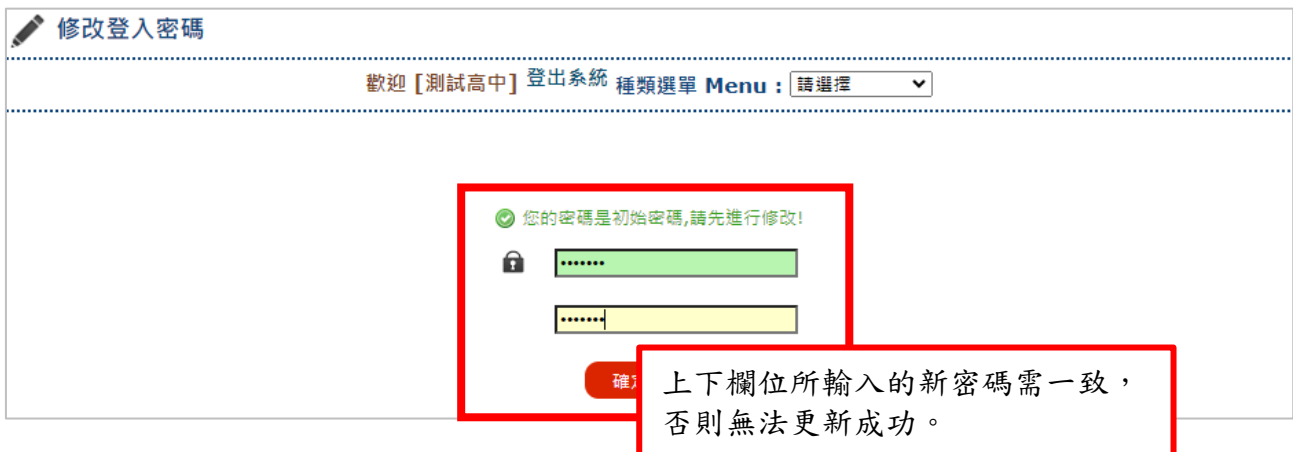 修改登入密碼
歡迎 [測試高中] 登出系統 種類選單 Menu : 請選擇
您的密碼是初始密碼,請先進行修改!
•••••••
•••••••
確
上下欄位所輸入的新密碼需一致，
否則無法更新成功。